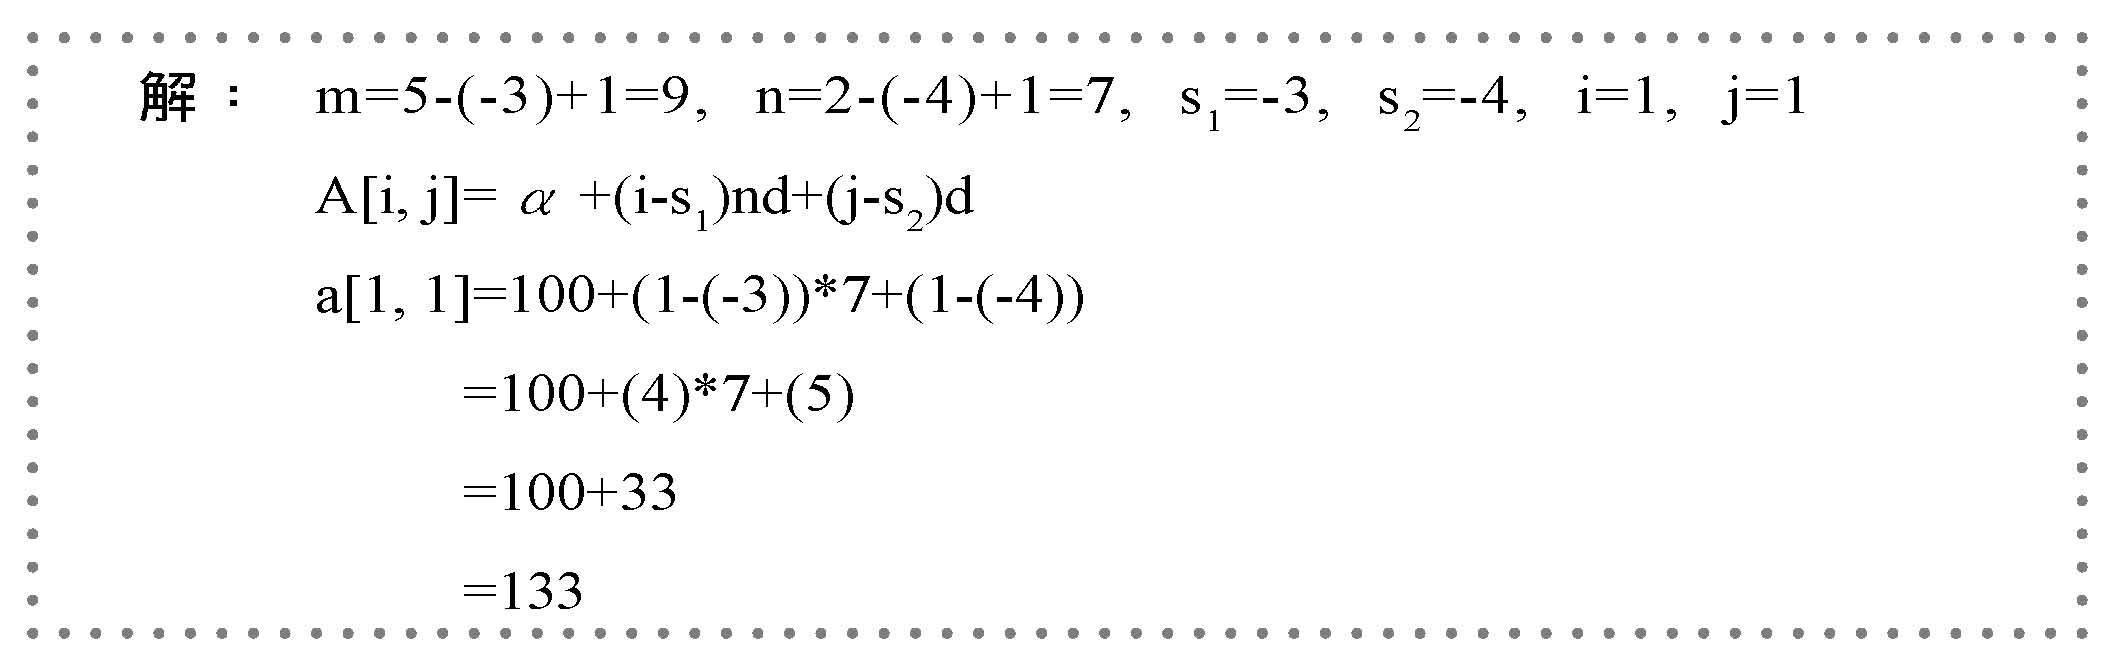 解： m=5-(-3)+1=9, n=2-(-4)+1=7, s₁=-3, s₂=-4, i=1, j=1
A[i, j]= α +(i-s₁)nd+(j-s₂)d
a[1, 1]=100+(1-(-3))*7+(1-(-4))
=100+(4)*7+(5)
=100+33
=133